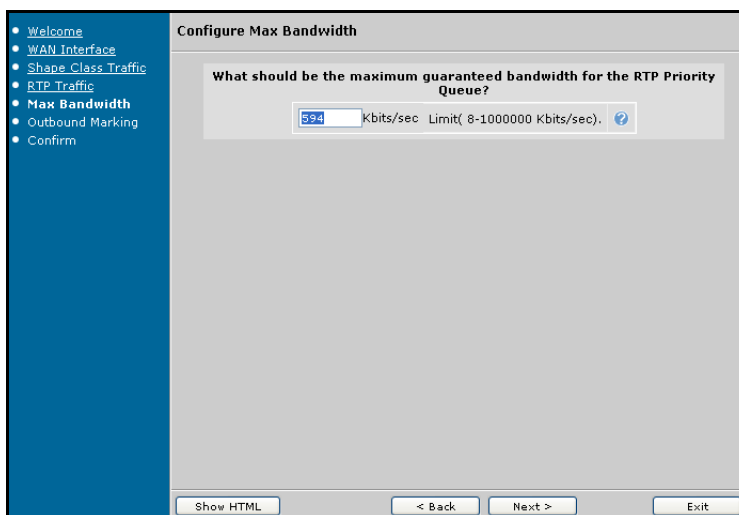 Welcome
WAN Interface
Shape Class Traffic
RTP Traffic
Max Bandwidth
Outbound Marking
Confirm
Configure Max Bandwidth
What should be the maximum guaranteed bandwidth for the RTP Priority
Queue?
594 Kbits/sec Limit( 8-1000000 Kbits/sec). ?
Show HTML < Back Next > Exit